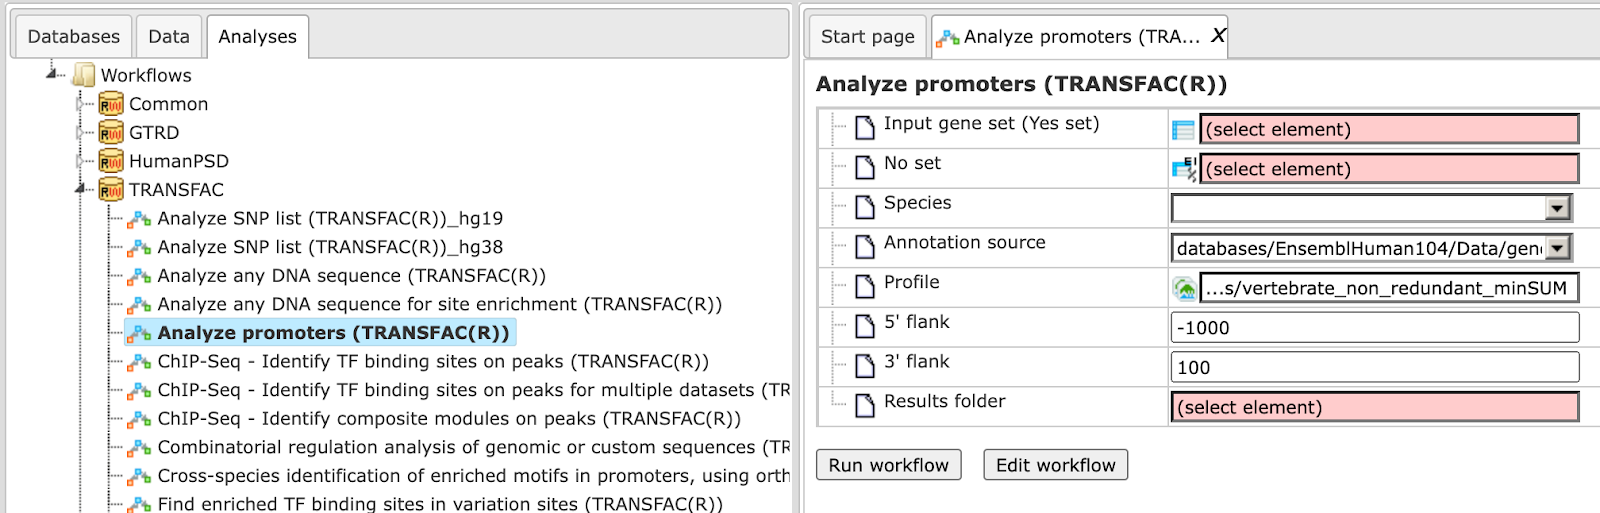 Databases
Data
Analyses
Workflows
Common
GTRD
HumanPSD
TRANSFAC
Analyze SNP list (TRANSFAC(R))_hg19
Analyze SNP list (TRANSFAC(R))_hg38
Analyze any DNA sequence (TRANSFAC(R))
Analyze any DNA sequence for site enrichment (TRANSFAC(R))
Analyze promoters (TRANSFAC(R))
ChIP-Seq - Identify TF binding sites on peaks (TRANSFAC(R))
ChIP-Seq - Identify TF binding sites on peaks for multiple datasets (TR
ChIP-Seq - Identify composite modules on peaks (TRANSFAC(R))
Combinatorial regulation analysis of genomic or custom sequences (TR
Cross-species identification of enriched motifs in promoters, using orth
Find enriched TF binding sites in variation sites (TRANSFAC(R))
Start page
Analyze promoters (TRA... X
Analyze promoters (TRANSFAC(R))
Input gene set (Yes set) (select element)
No set (select element)
Species
Annotation source databases/EnsemblHuman104/Data/gen
Profile ...s/vertebrate_non_redundant_minSUM
5' flank -1000
3' flank 100
Results folder (select element)
Run workflow
Edit workflow